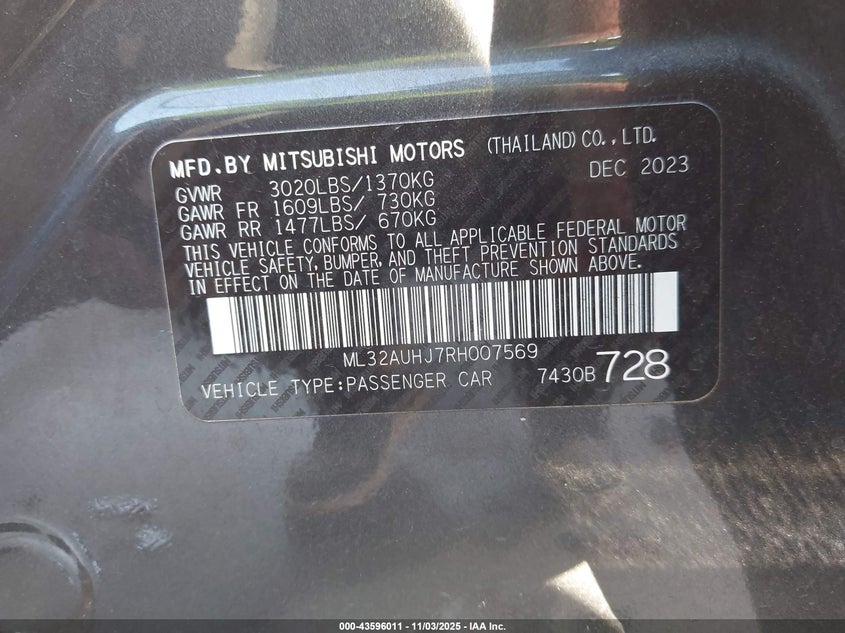 MFD.BY MITSUBISHI MOTORS (THAILAND) CO., LTD.
GVWR 3020LBS/1370KG DEC 2023
GAWR FR 1609LBS/ 730KG
GAWR RR 1477LBS/ 670KG
THIS VEHICLE CONFORMS TO ALL APPLICABLE FEDERAL MOTOR
VEHICLE SAFETY, BUMPER, AND THEFT PREVENTION STANDARDS
IN EFFECT ON THE DATE OF MANUFACTURE SHOWN ABOVE.
ML32AUHJ7RH007569
VEHICLE TYPE:PASSENGER CAR 7430B 728
000-43596011 - 11/03/2025 - IAA Inc.